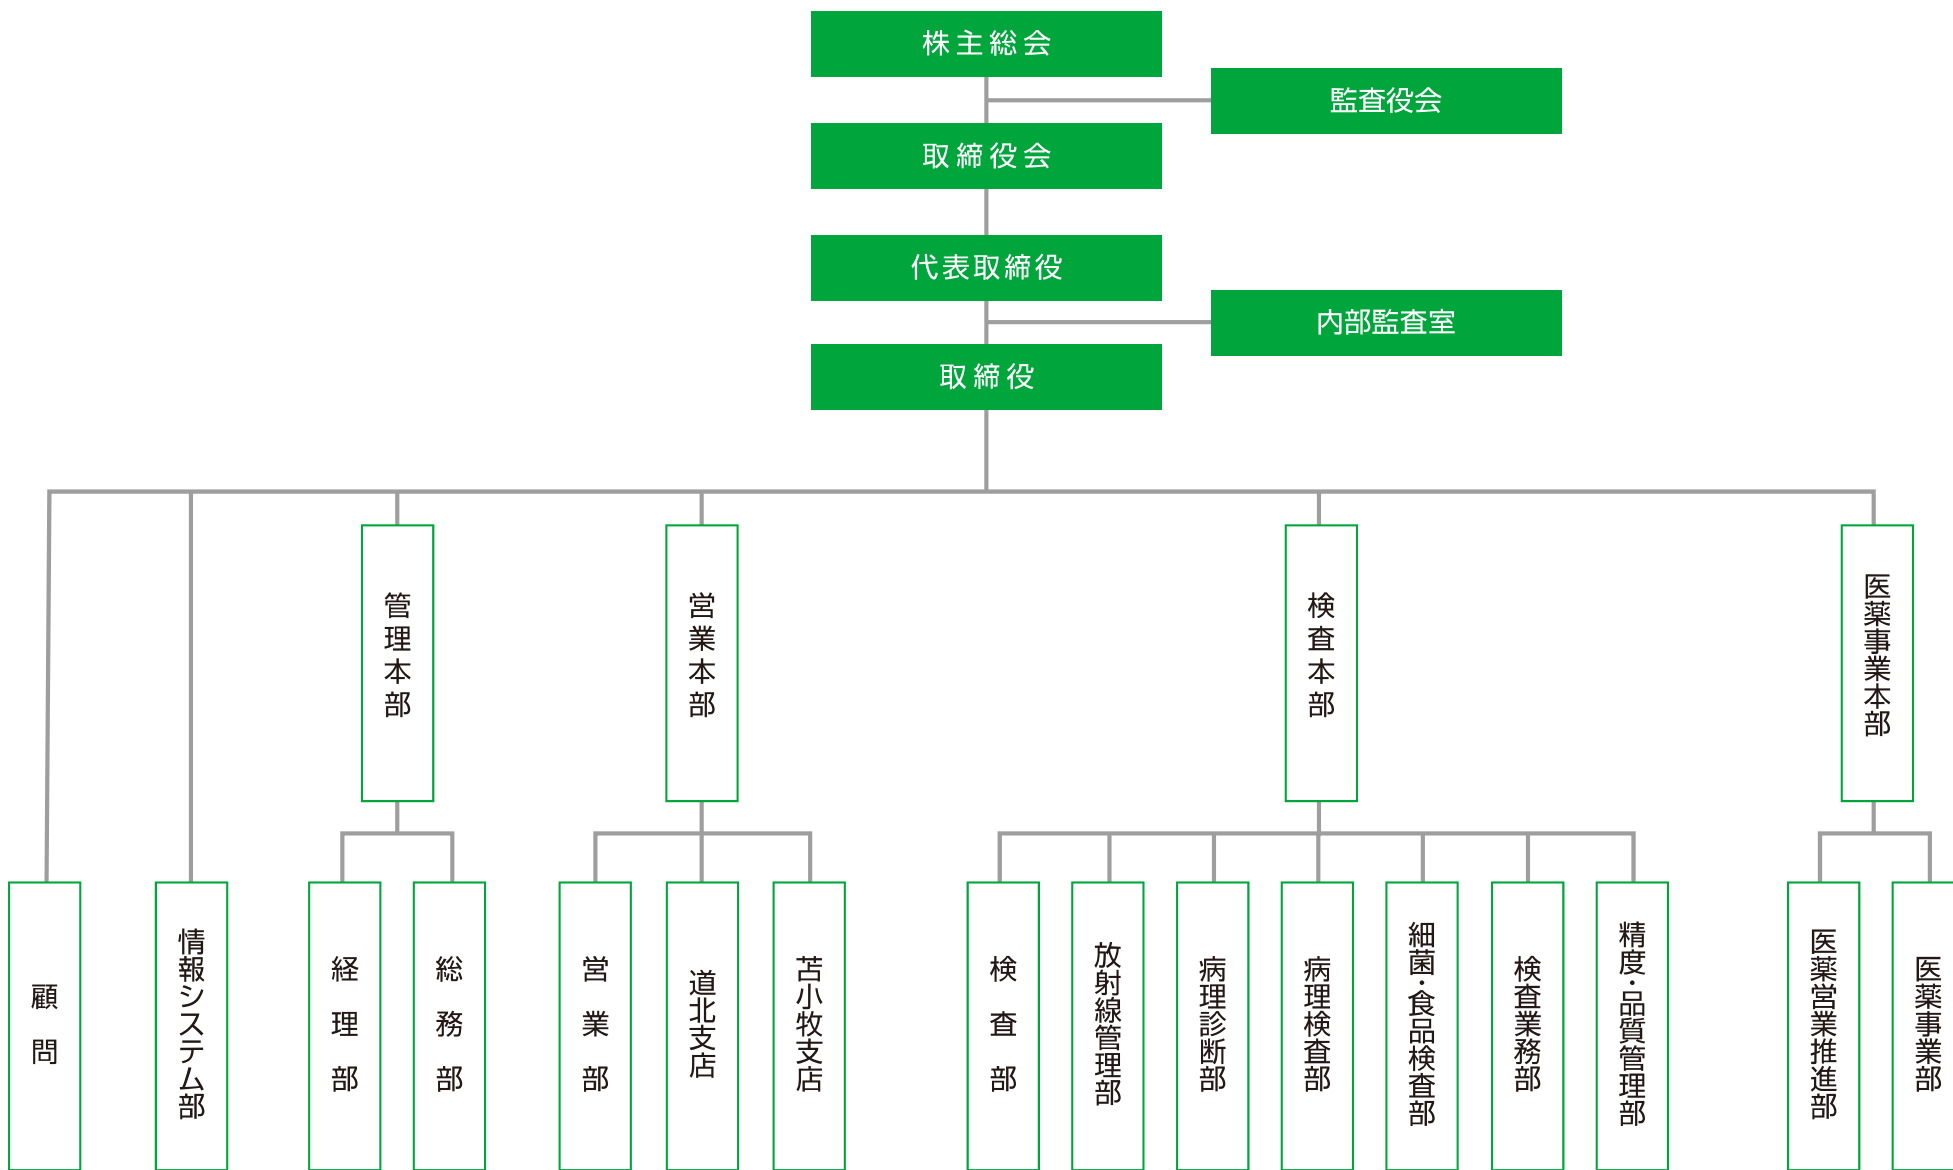 株主総会
監査役会
取締役会
代表取締役
内部監査室
取締役
管理本部
営業本部
検査本部
医薬事業本部
顧問
情報システム部
経理部
総務部
営業部
道北支店
苫小牧支店
検査部
放射線管理部
病理診断部
病理検査部
細菌・食品検査部
検査業務部
精度・品質管理部
医薬営業推進部
医薬事業部